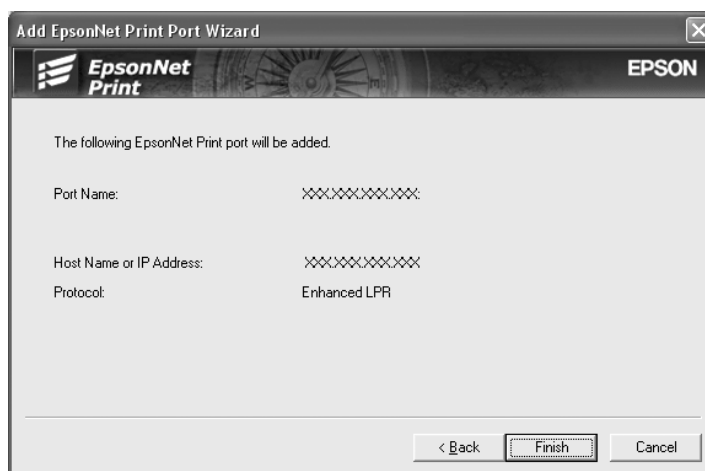 Add EpsonNet Print Port Wizard
EpsonNet
Print
EPSON
The following EpsonNet Print port will be added.
Port Name: XXX.XXX.XXX.XXX:
Host Name or IP Address: XXX.XXX.XXX.XXX
Protocol: Enhanced LPR
< Back Finish Cancel